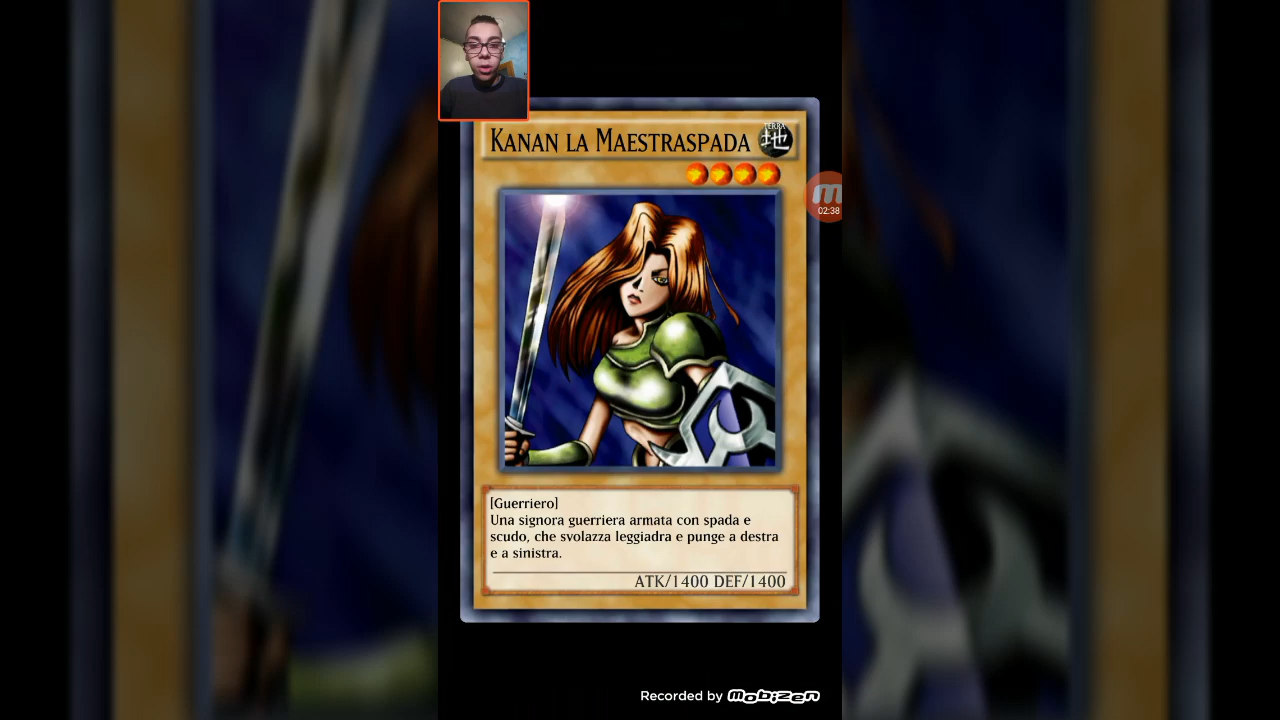 KANAN LA MAESTRASPADA
TERRA
地
M
02:38
[Guerriero]
Una signora guerriera armata con spada e
scudo, che svolazza leggiadra e punge a destra
e a sinistra.
ATK/1400 DEF/1400
Recorded by mobizen